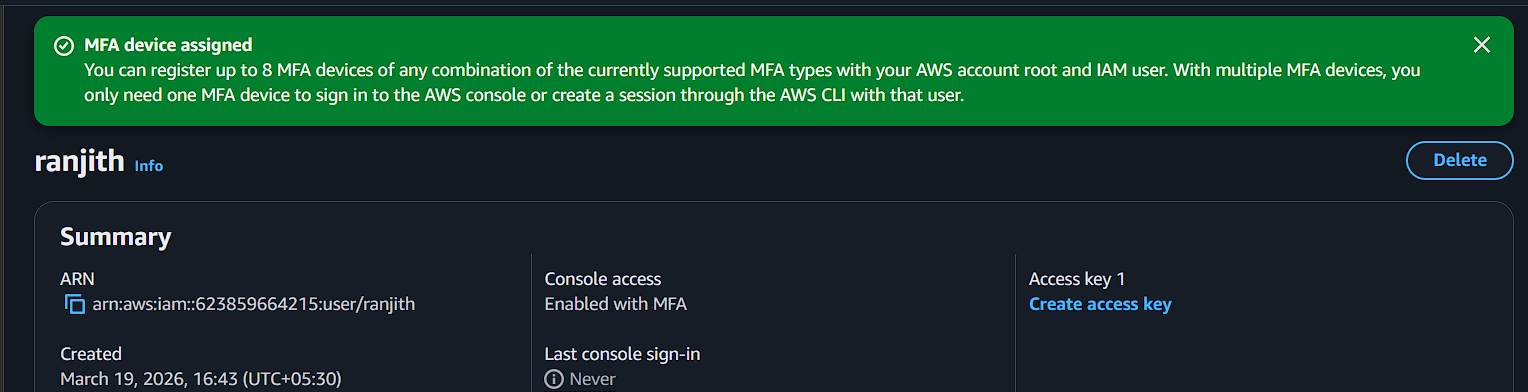 MFA device assigned
You can register up to 8 MFA devices of any combination of the currently supported MFA types with your AWS account root and IAM user. With multiple MFA devices, you
only need one MFA device to sign in to the AWS console or create a session through the AWS CLI with that user.
ranjith Info
Delete
Summary
ARN
arn:aws:iam::623859664215:user/ranjith
Console access
Enabled with MFA
Access key 1
Create access key
Created
March 19, 2026, 16:43 (UTC+05:30)
Last console sign-in
Never